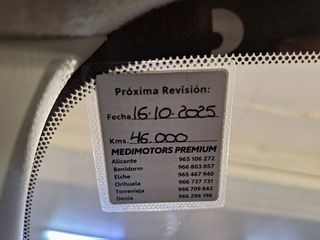 Próxima Revisión:
Fecha 16-10-2025
Kms. 46.000
MEDIMOTORS PREMIUM
Alicante 965 106 272
Benidorm 966 803 057
Elche 965 467 940
Orihuela 966 737 731
Torrevieja 966 709 842
Denia 966 296 196